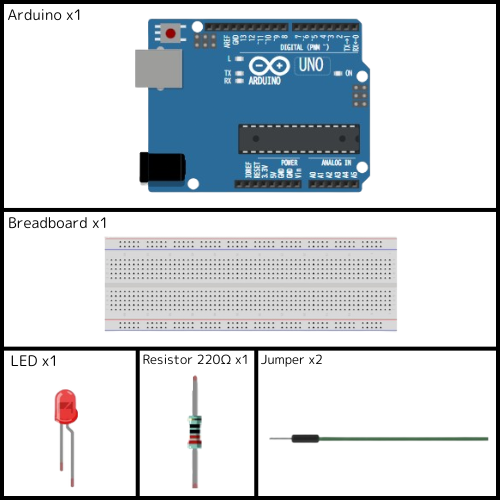 Arduino x1
AREF
GND
13
12
~11
~10
~9
8
7
~6
~5
4
~3
2
TX→1
RX←0
DIGITAL (PWM ~)
L
TX
RX
UNO
ON
ARDUINO
POWER
ANALOG IN
IOREF
RESET
3.3V
5V
GND
GND
Vin
A0
A1
A2
A3
A4
A5
Breadboard x1
LED x1
Resistor 220Ω x1
Jumper x2